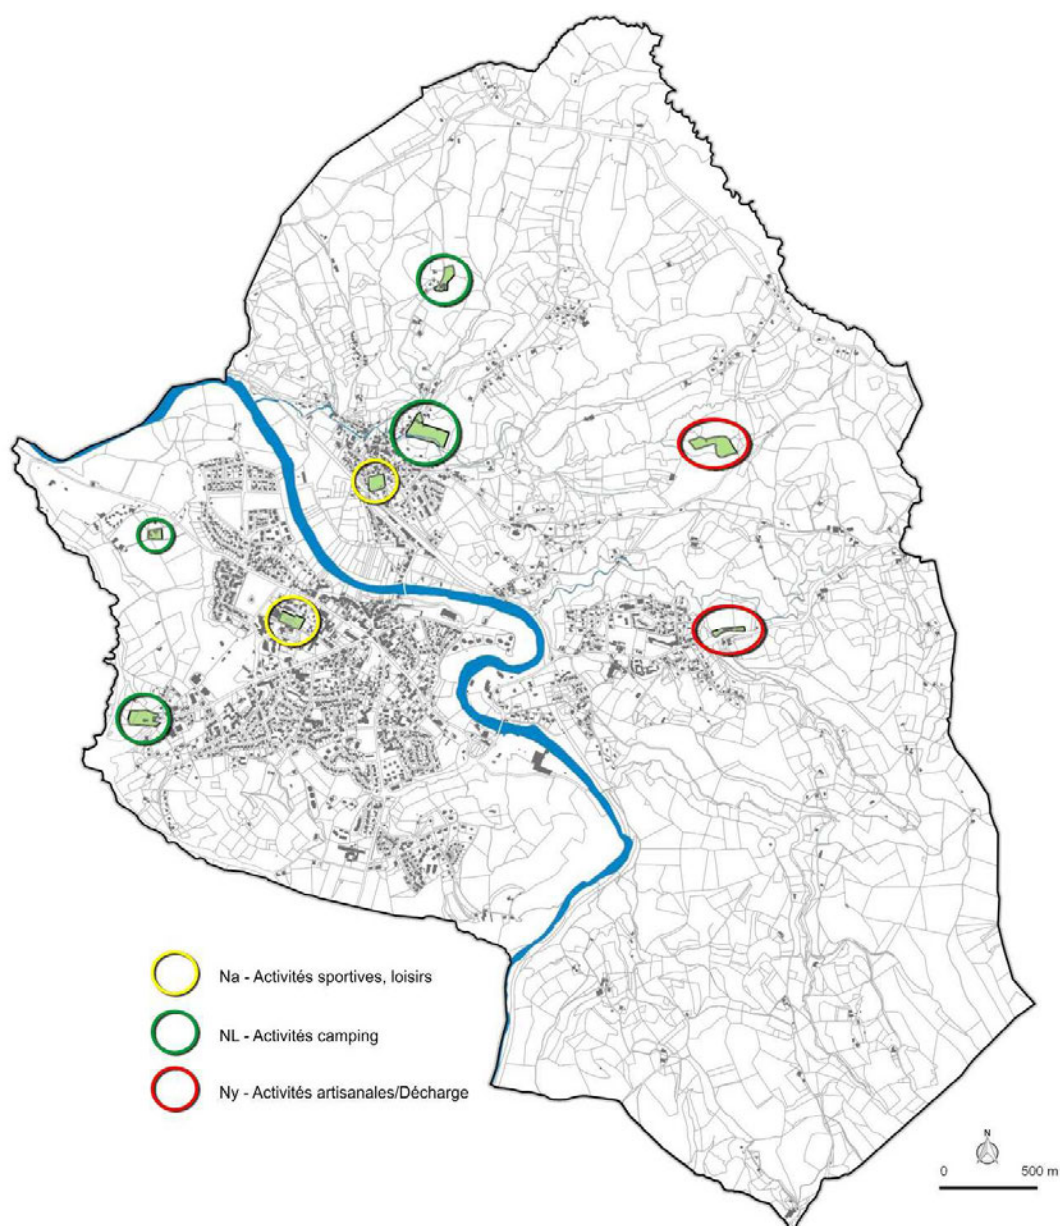 Na - Activités sportives, loisirs
NL - Activités camping
Ny - Activités artisanales/Décharge
N
0 500 m